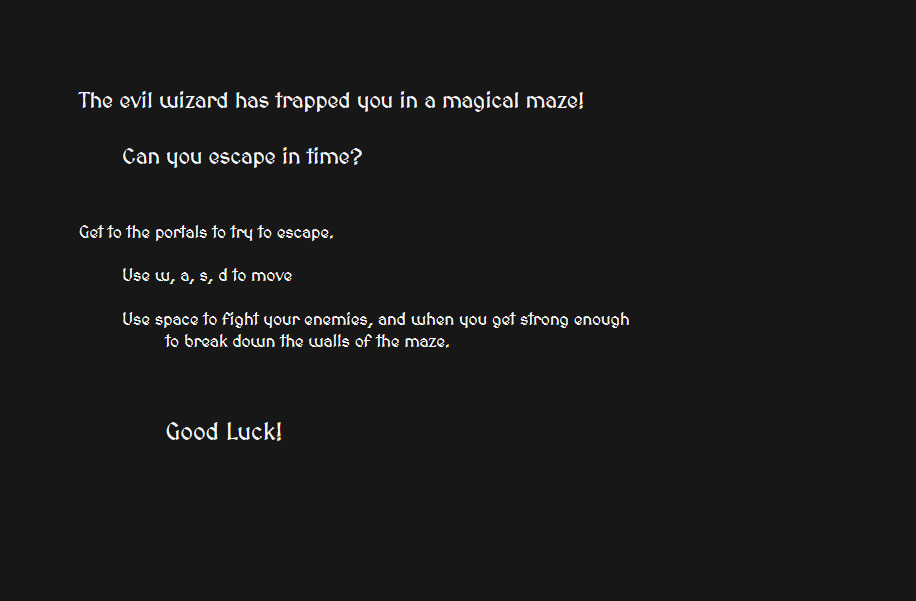 The evil wizard has trapped you in a magical maze!
Can you escape in time?
Get to the portals to try to escape.
Use w, a, s, d to move
Use space to fight your enemies, and when you get strong enough
to break down the walls of the maze.
Good Luck!